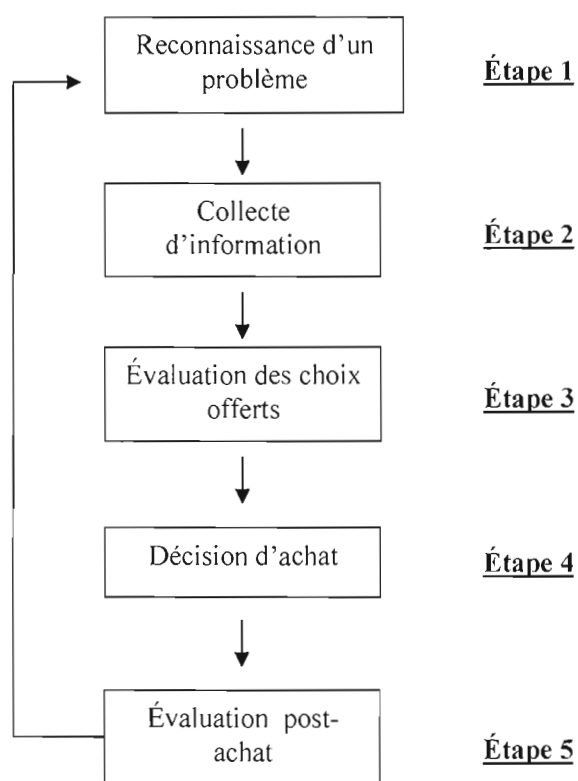 Reconnaissance d'un
problème
Étape 1
Collecte
d'information
Étape 2
Évaluation des choix
offerts
Étape 3
Décision d'achat
Étape 4
Évaluation post-
achat
Étape 5